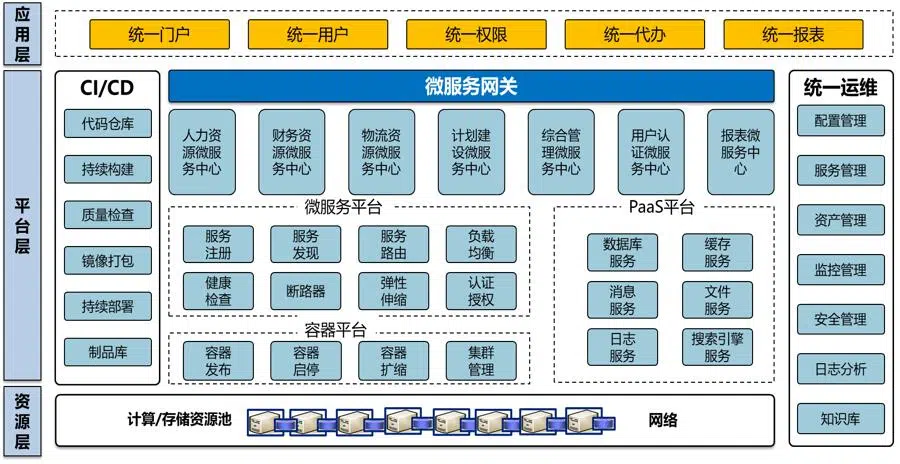 应用层
统一门户
统一用户
统一权限
统一代办
统一报表
平台层
CI/CD
代码仓库
持续构建
质量检查
镜像打包
持续部署
制品库
微服务网关
人力资
源微服
务中心
财务资
源微服
务中心
物流资
源微服
务中心
计划建
设微服
务中心
综合管
理微服
务中心
用户认
证微服
务中心
报表微
服务中
心
微服务平台
服务
注册
服务
发现
服务
路由
负载
均衡
健康
检查
断路器
弹性
伸缩
认证
授权
容器平台
容器
发布
容器
启停
容器
扩缩
集群
管理
PaaS平台
数据库
服务
缓存
服务
消息
服务
文件
服务
日志
服务
搜索引擎
服务
统一运维
配置管理
服务管理
资产管理
监控管理
安全管理
日志分析
知识库
资源层
计算/存储资源池
网络